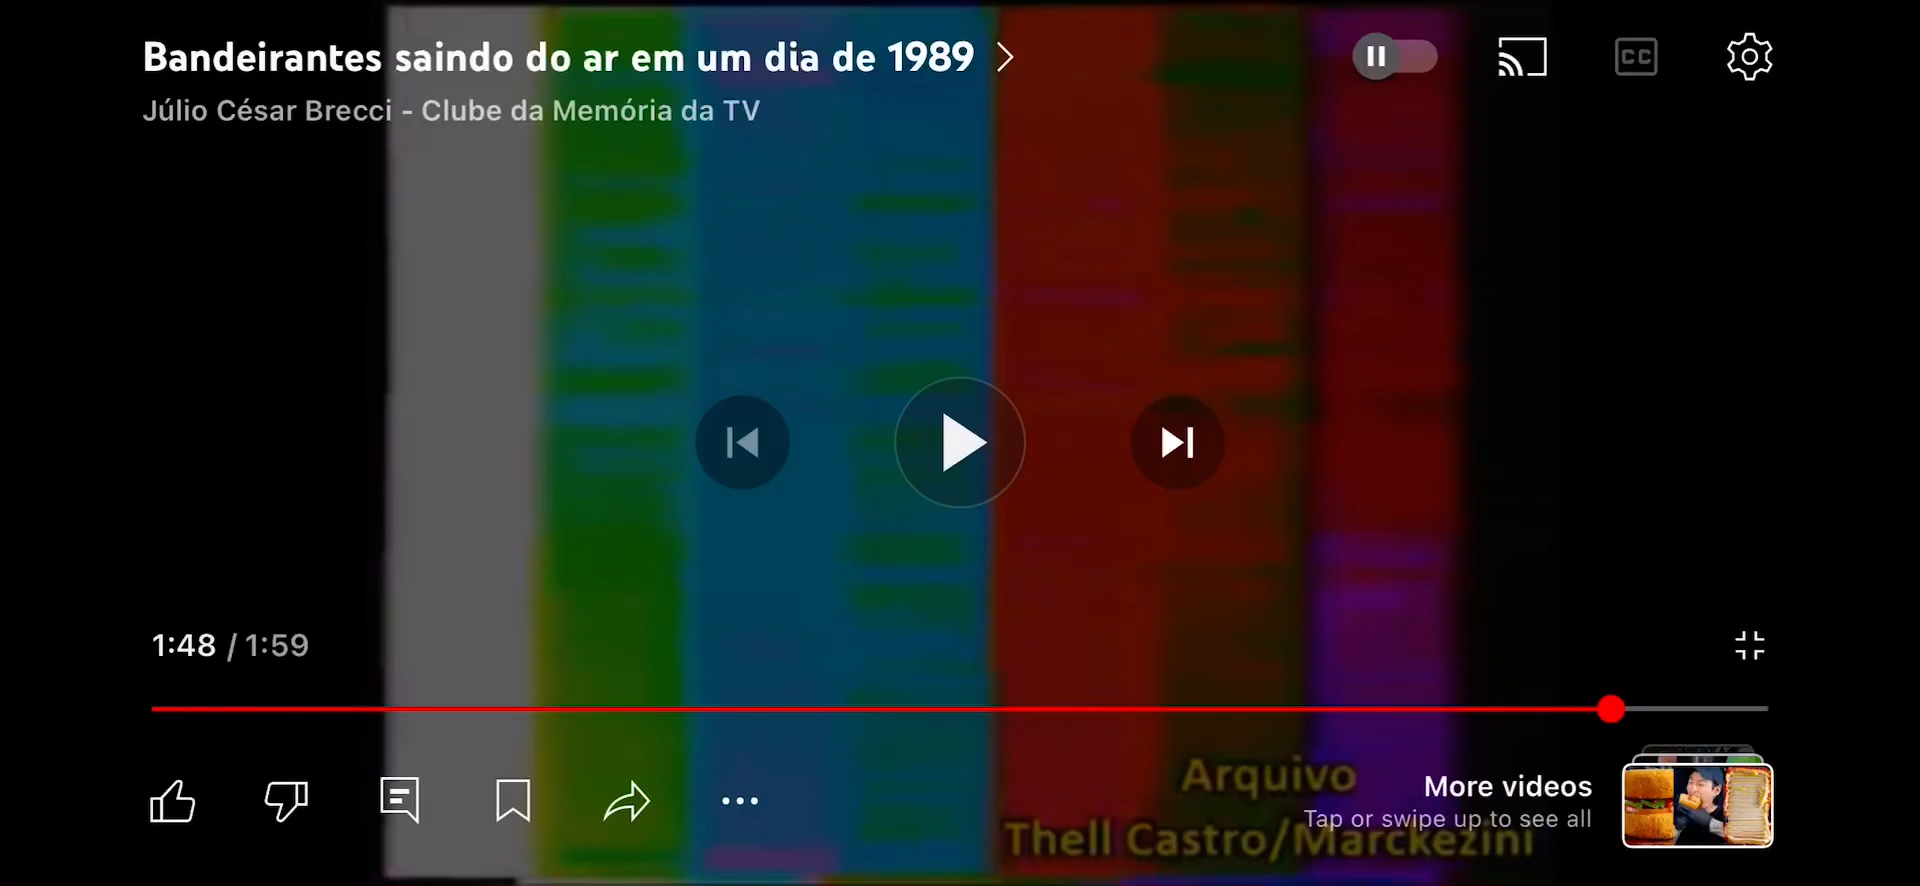 Bandeirantes saindo do ar em um dia de 1989
Júlio César Brecci - Clube da Memória da TV
CC
1:48 / 1:59
Arquivo
Thell Castro/Marckezini
More videos
Tap or swipe up to see all